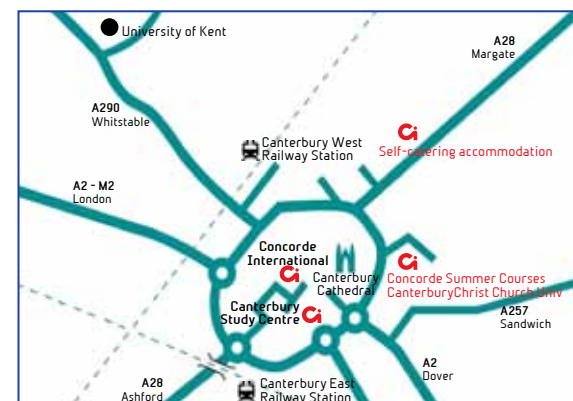 University of Kent
A28
Margate
A290
Whitstable
Canterbury West
Railway Station
Self-catering accommodation
A2 - M2
London
Concorde
International
Canterbury
Cathedral
Concorde Summer Courses
CanterburyChrist Church Univ
Canterbury
Study Centre
A257
Sandwich
A2
Dover
A28
Ashford
Canterbury East
Railway Station